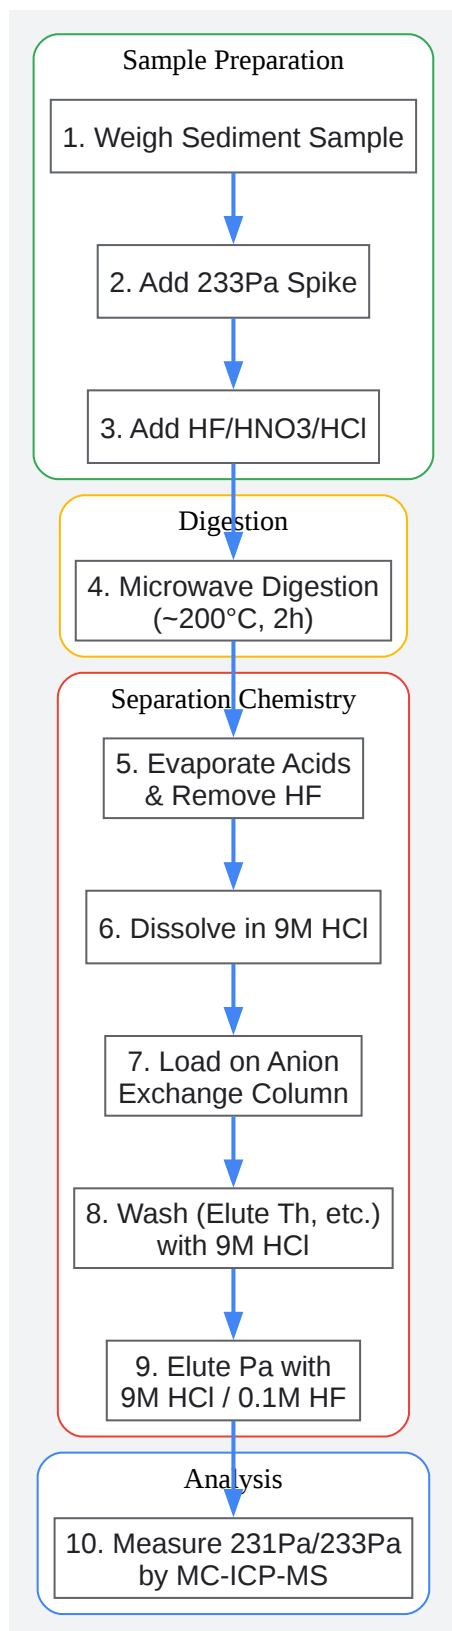 Sample Preparation
1. Weigh Sediment Sample
2. Add 233Pa Spike
3. Add HF/HNO3/HCl
Digestion
4. Microwave Digestion
(~200°C, 2h)
Separation Chemistry
5. Evaporate Acids
& Remove HF
6. Dissolve in 9M HCl
7. Load on Anion
Exchange Column
8. Wash (Elute Th, etc.)
with 9M HCl
9. Elute Pa with
9M HCl / 0.1M HF
Analysis
10. Measure 231Pa/233Pa
by MC-ICP-MS